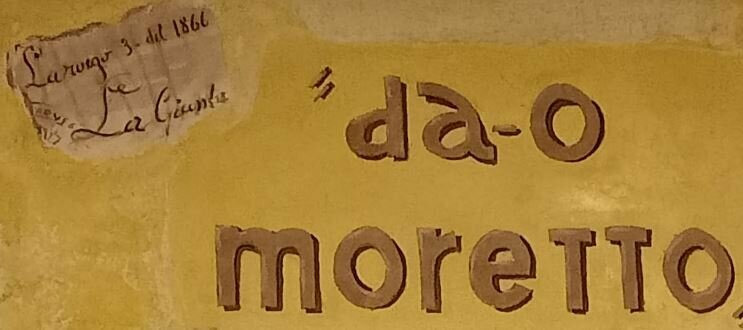 3 - del 1866
La Giunta
"da-O
moretto